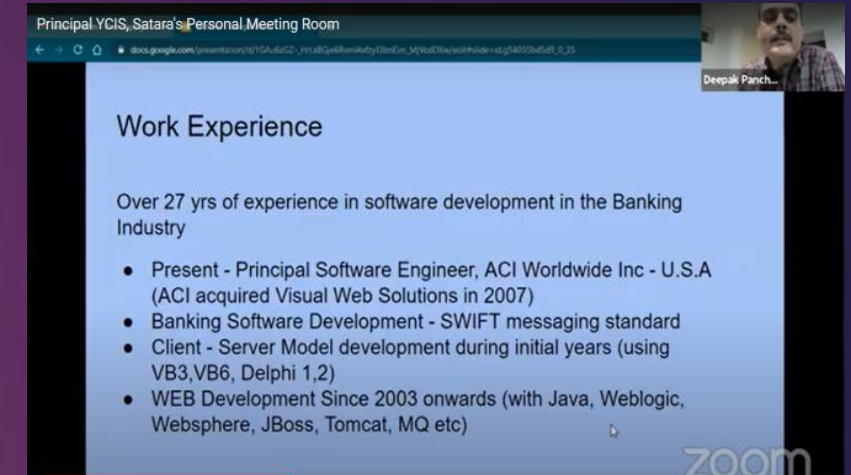 Principal YCIS, Satara's Personal Meeting Room
Deepak Panch...
Work Experience
Over 27 yrs of experience in software development in the Banking
Industry
● Present - Principal Software Engineer, ACI Worldwide Inc - U.S.A
(ACI acquired Visual Web Solutions in 2007)
● Banking Software Development - SWIFT messaging standard
● Client - Server Model development during initial years (using
VB3,VB6, Delphi 1,2)
● WEB Development Since 2003 onwards (with Java, Weblogic,
Websphere, JBoss, Tomcat, MQ etc)
zoom